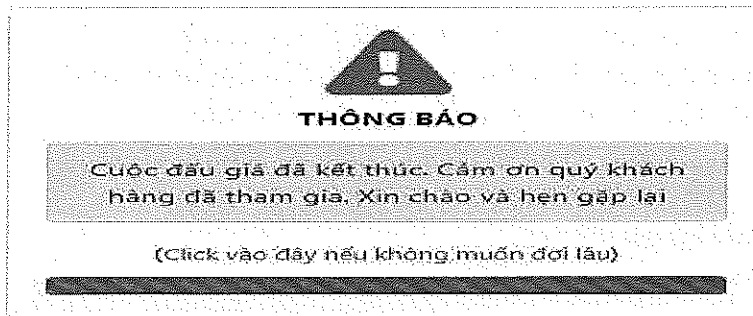 THÔNG BÁO
Cuộc đấu giá đã kết thúc. Cảm ơn quý khách
hàng đã tham gia. Xin chào và hẹn gặp lại
(Click vào đây nếu không muốn đợi lâu)